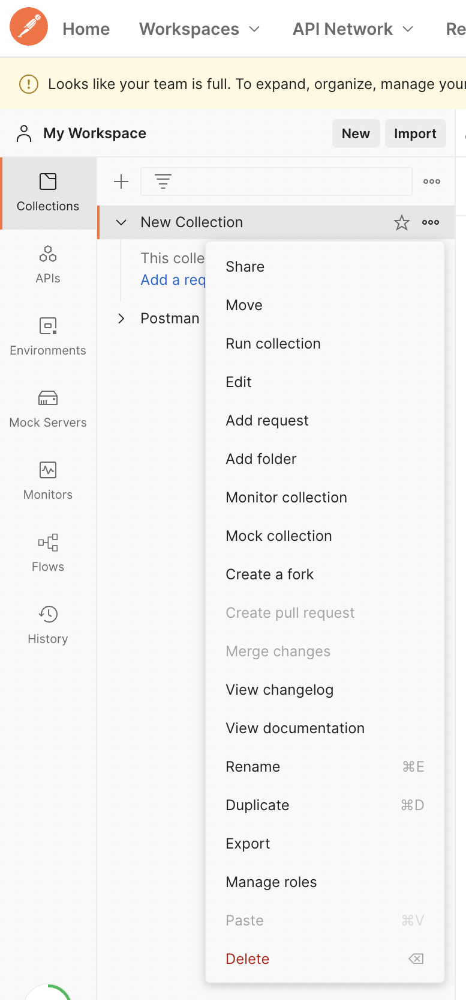 Home Workspaces API Network Re
Looks like your team is full. To expand, organize, manage your
My Workspace New Import
Collections
New Collection
This colle
Add a req
Postman
APIs
Environments
Mock Servers
Monitors
Flows
History
Share
Move
Run collection
Edit
Add request
Add folder
Monitor collection
Mock collection
Create a fork
Create pull request
Merge changes
View changelog
View documentation
Rename ⌘E
Duplicate ⌘D
Export
Manage roles
Paste ⌘V
Delete ⌫